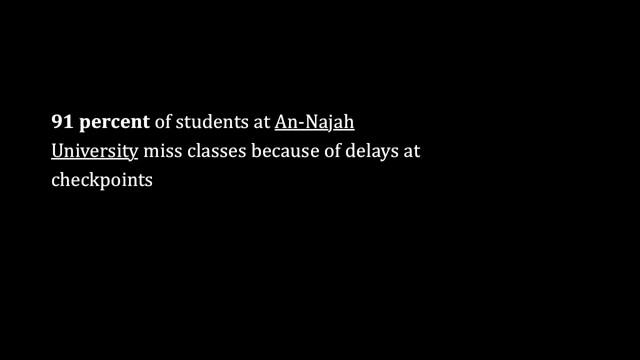 91 percent of students at An-Najah
University miss classes because of delays at
checkpoints